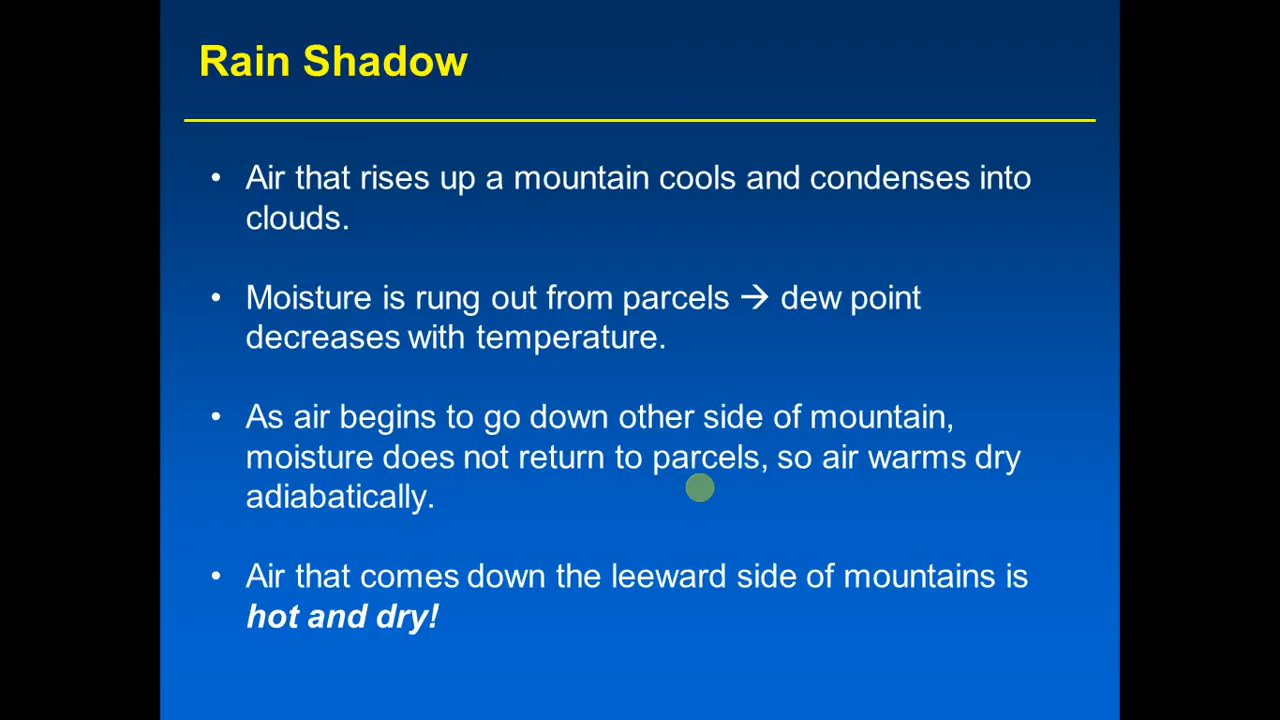 Rain Shadow
• Air that rises up a mountain cools and condenses into
clouds.
• Moisture is rung out from parcels → dew point
decreases with temperature.
• As air begins to go down other side of mountain,
moisture does not return to parcels, so air warms dry
adiabatically.
• Air that comes down the leeward side of mountains is
hot and dry!